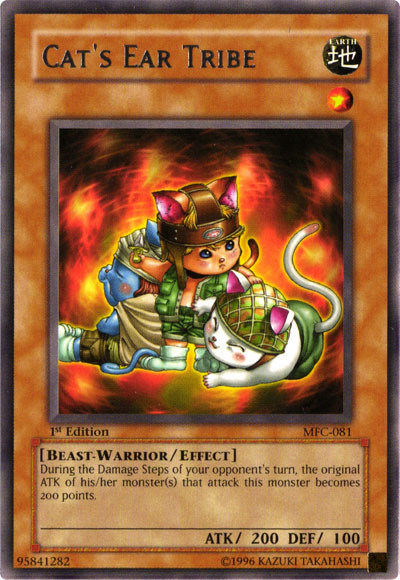 CAT'S EAR TRIBE
EARTH
地
1st Edition
MFC-081
[BEAST-WARRIOR/EFFECT]
During the Damage Steps of your opponent's turn, the original
ATK of his/her monster(s) that attack this monster becomes
200 points.
ATK/ 200 DEF/ 100
95841282
©1996 KAZUKI TAKAHASHI